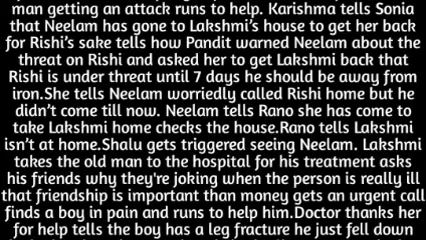 man getting an attack runs to help. Karishma tells Sonia
that Neelam has gone to Lakshmi's house to get her back
for Rishi's sake tells how Pandit warned Neelam about the
threat on Rishi and asked her to get Lakshmi back that
Rishi is under threat until 7 days he should be away from
iron.She tells Neelam worriedly called Rishi home but he
didn't come till now. Neelam tells Rano she has come to
take Lakshmi home checks the house.Rano tells Lakshmi
isn't at home.Shalu gets triggered seeing Neelam. Lakshmi
takes the old man to the hospital for his treatment asks
his friends why they're joking when the person is really ill
that friendship is important than money gets an urgent call
finds a boy in pain and runs to help him.Doctor thanks her
for help tells the boy has a leg fracture he just fell down